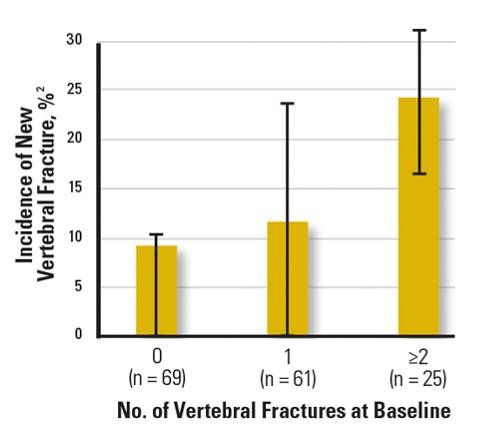 Incidence of New
Vertebral Fracture, %²
30
25
20
15
10
5
0
0 1 ≥2
(n = 69) (n = 61) (n = 25)
No. of Vertebral Fractures at Baseline